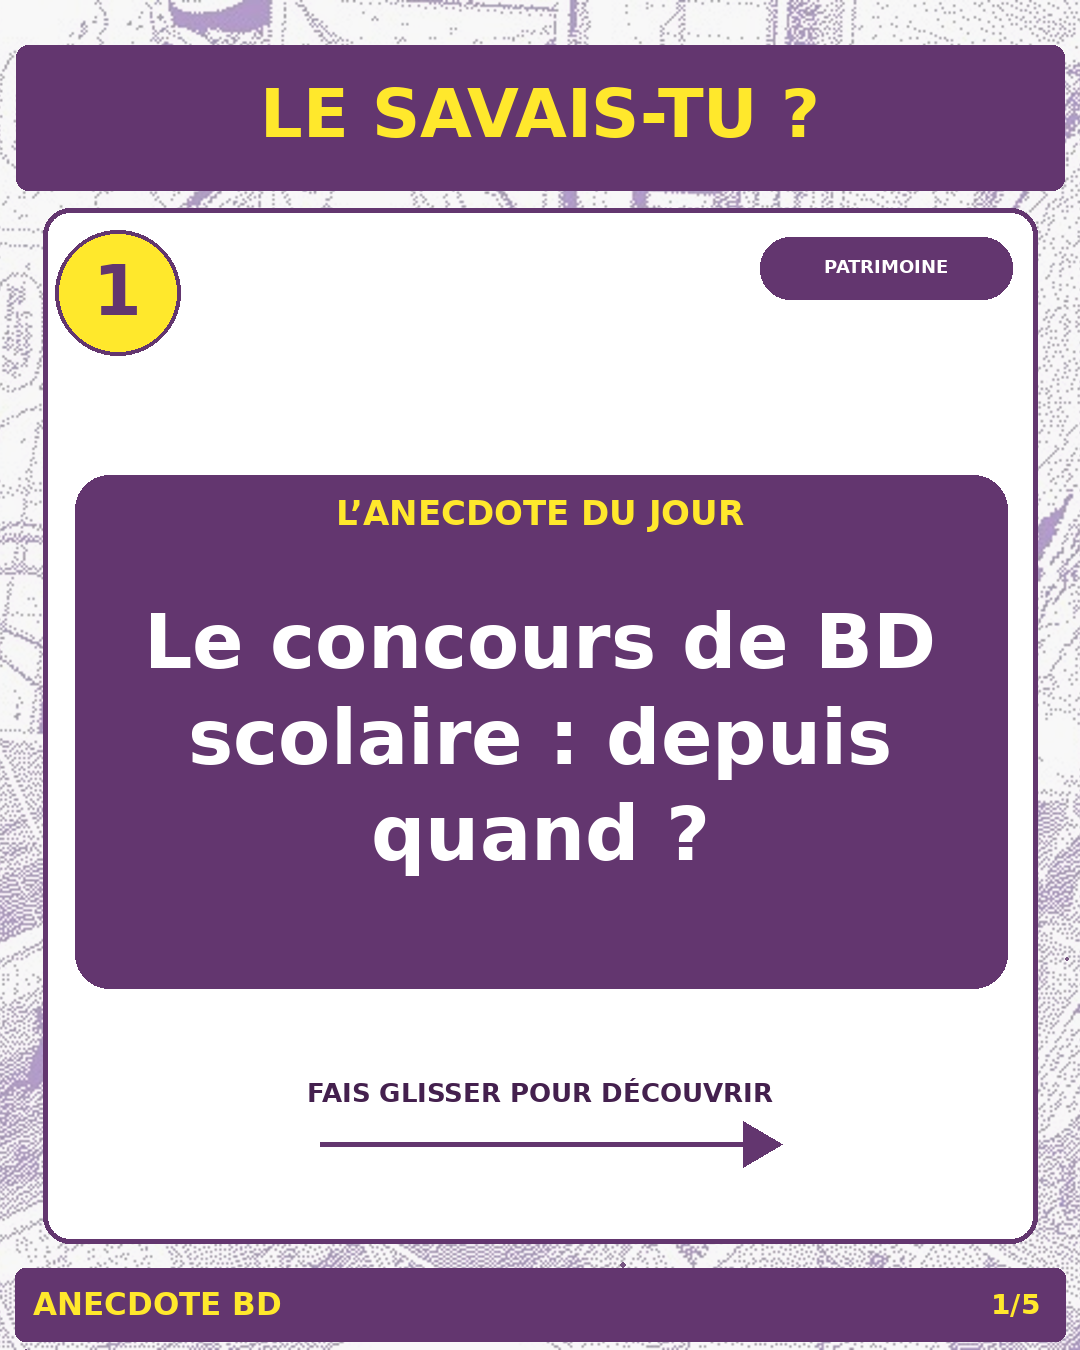 LE SAVAIS-TU ?
1
PATRIMOINE
L’ANECDOTE DU JOUR
Le concours de BD
scolaire : depuis
quand ?
FAIS GLISSER POUR DÉCOUVRIR
ANECDOTE BD
1/5